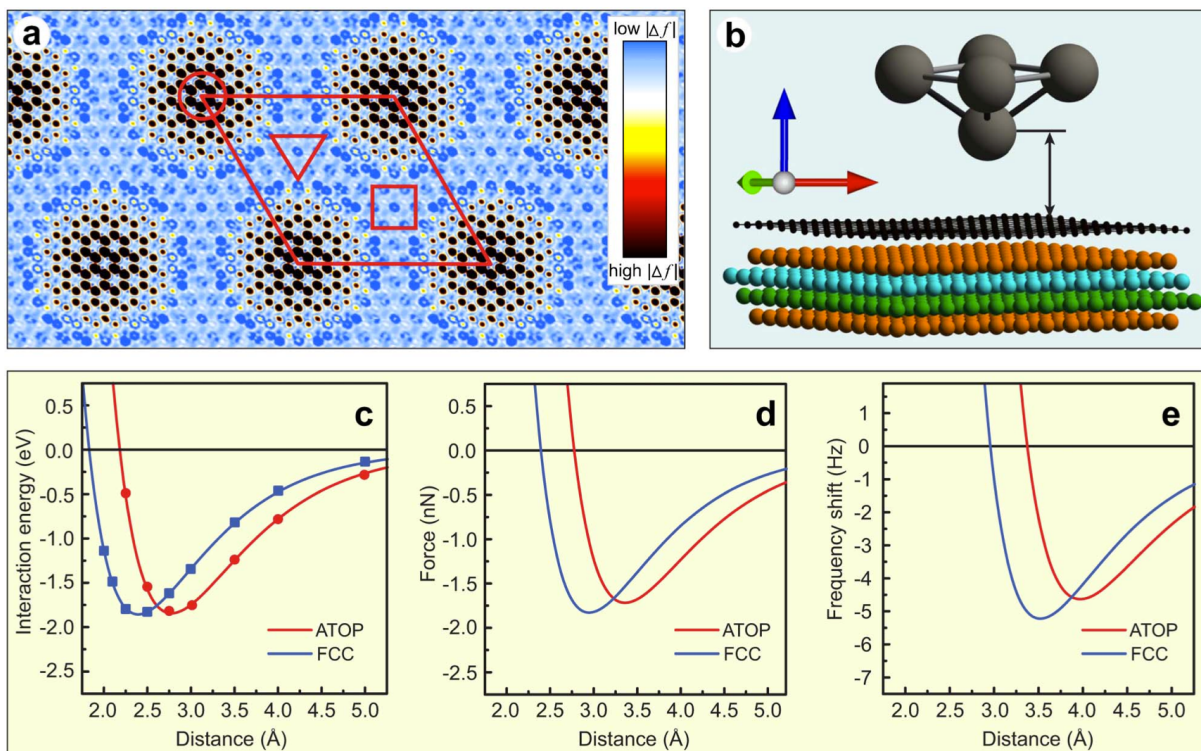 a
low |Δf|
high |Δf|
b
c
0.5
0.0
-0.5
-1.0
-1.5
-2.0
-2.5
Interaction energy (eV)
ATOP
FCC
2.0 2.5 3.0 3.5 4.0 4.5 5.0
Distance (Å)
d
0.5
0.0
-0.5
-1.0
-1.5
-2.0
-2.5
Force (nN)
ATOP
FCC
2.0 2.5 3.0 3.5 4.0 4.5 5.0
Distance (Å)
e
1
0
-1
-2
-3
-4
-5
-6
-7
Frequency shift (Hz)
ATOP
FCC
2.0 2.5 3.0 3.5 4.0 4.5 5.0
Distance (Å)